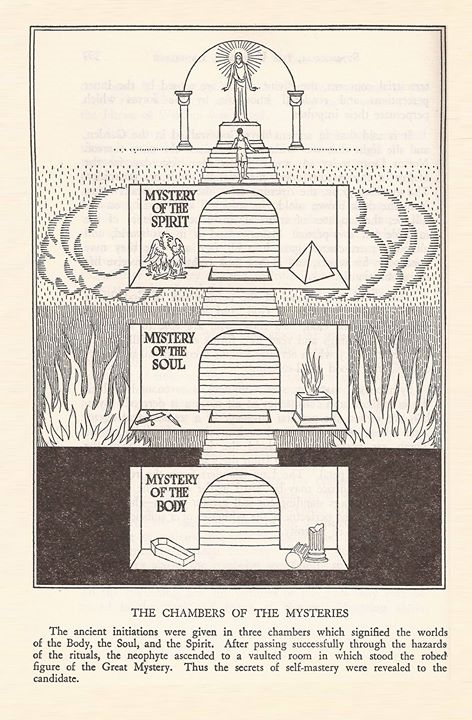 MYSTERY
OF THE
SPIRIT
MYSTERY
OF THE
SOUL
MYSTERY
OF THE
BODY
THE CHAMBERS OF THE MYSTERIES
The ancient initiations were given in three chambers which signified the worlds
of the Body, the Soul, and the Spirit. After passing successfully through the hazards
of the rituals, the neophyte ascended to a vaulted room in which stood the robed
figure of the Great Mystery. Thus the secrets of self-mastery were revealed to the
candidate.